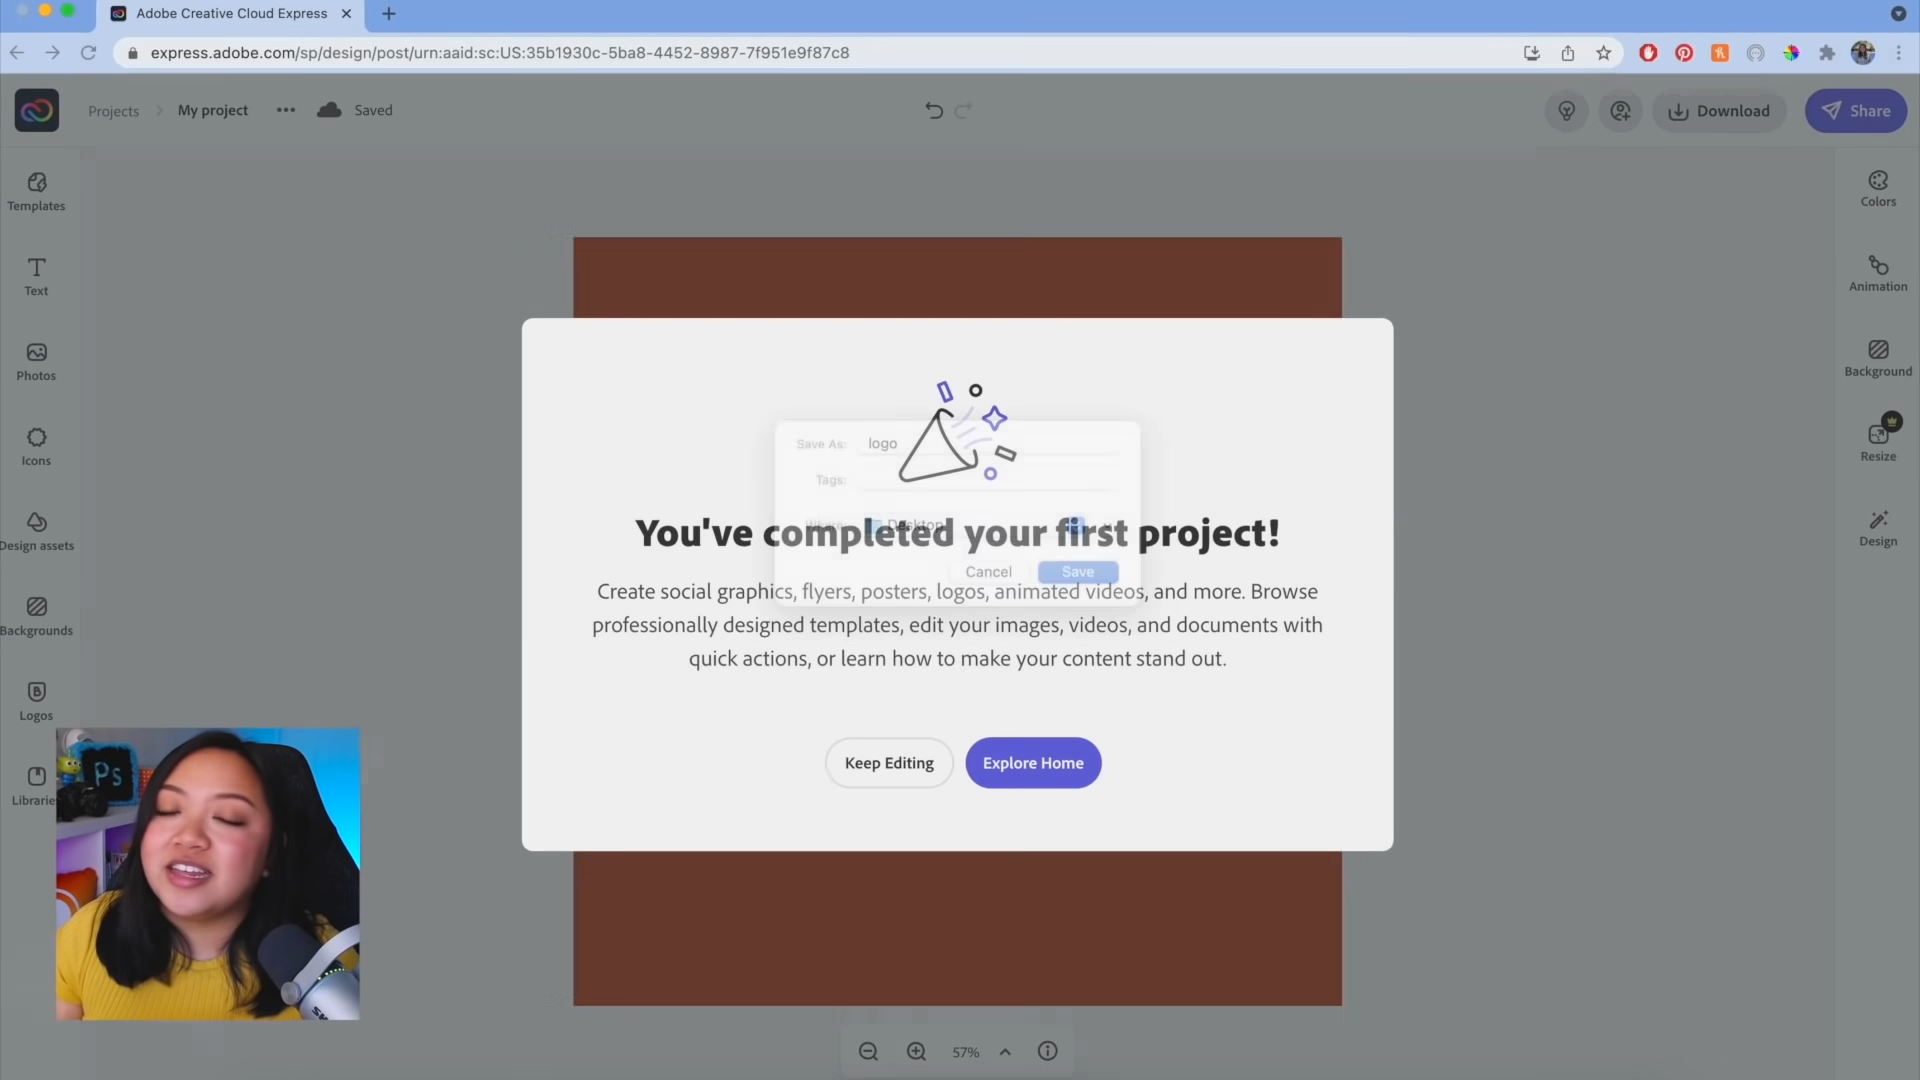 Adobe Creative Cloud Express
express.adobe.com/sp/design/post/urn:aaid:sc:US:35b1930c-5ba8-4452-8987-7f951e9f87c8
Projects
My project
Saved
Download
Share
Templates
Text
Photos
Icons
Design assets
Backgrounds
Logos
Librarie
Colors
Animation
Background
Resize
Design
Save As: logo
Tags:
Where: Desktop
Cancel
Save
You've completed your first project!
Create social graphics, flyers, posters, logos, animated videos, and more. Browse
professionally designed templates, edit your images, videos, and documents with
quick actions, or learn how to make your content stand out.
Keep Editing
Explore Home
Ps
57%